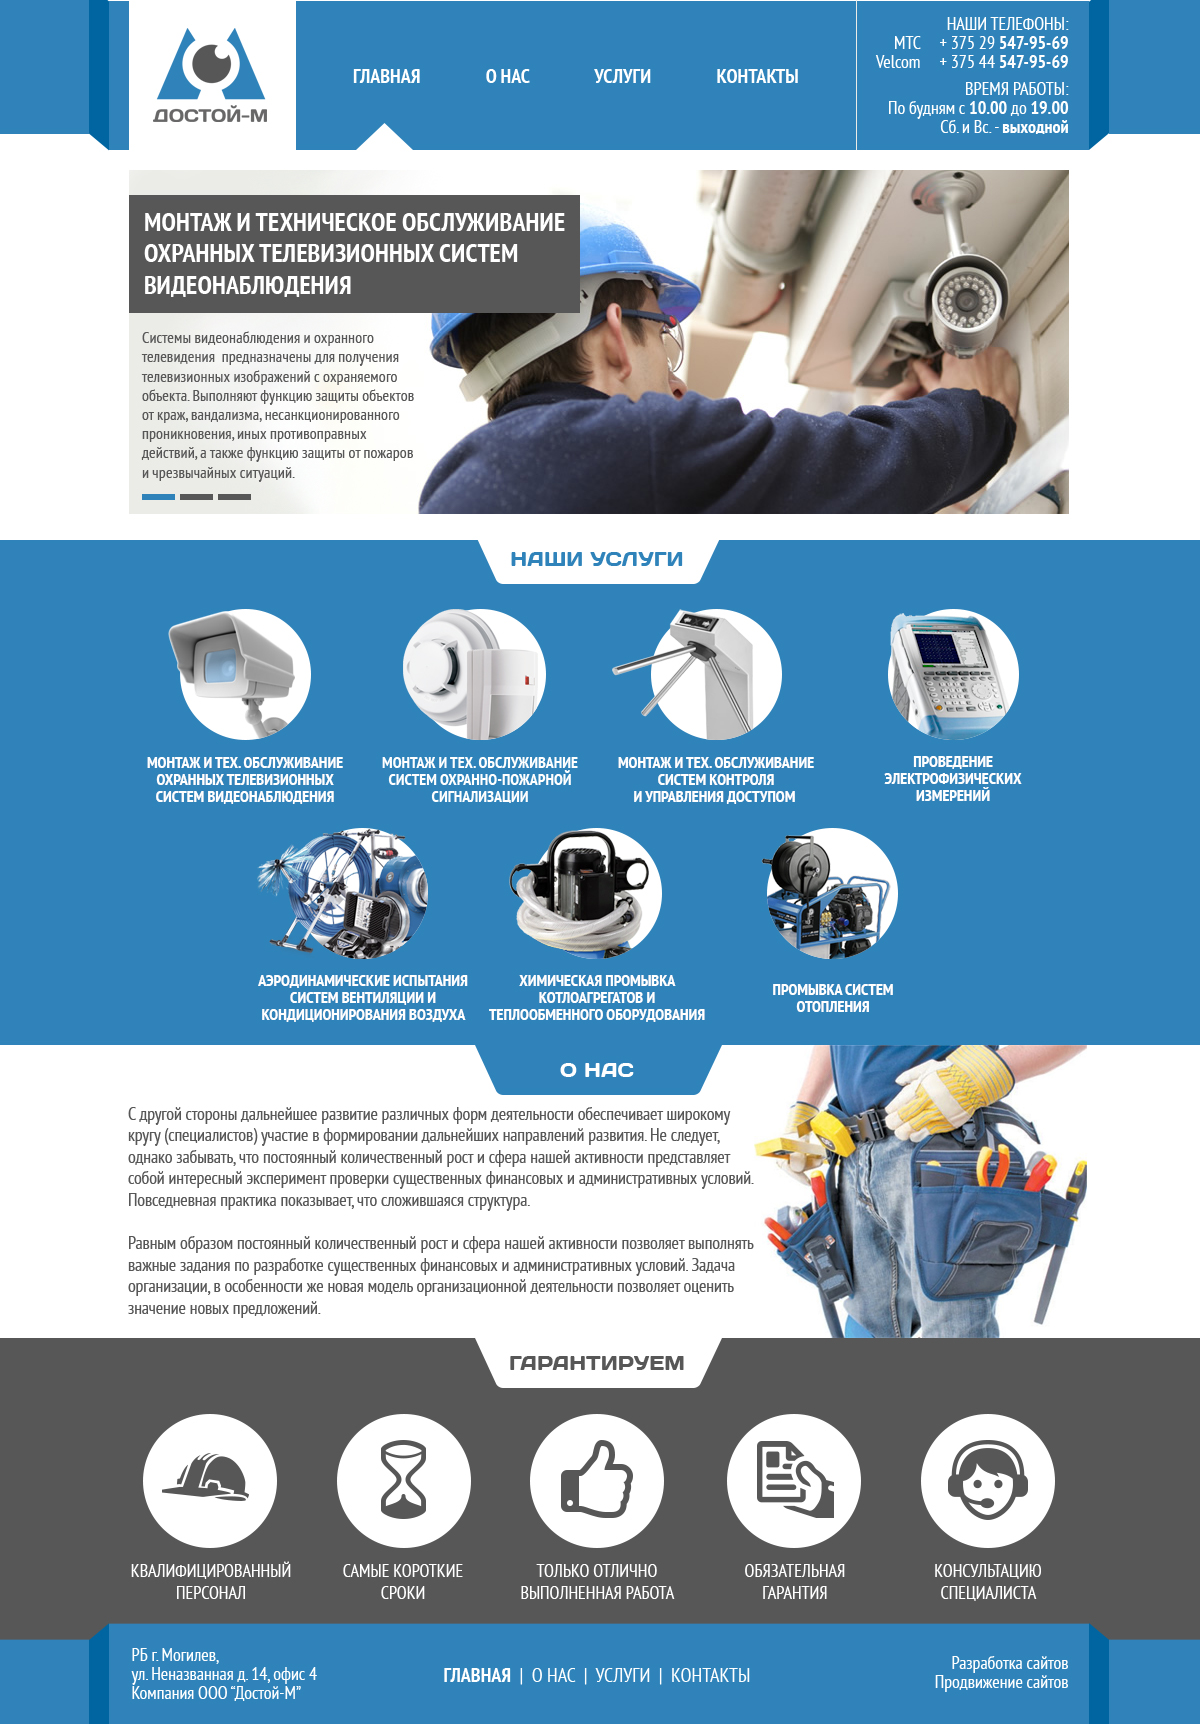 ДОСТОЙ-М
ГЛАВНАЯ
О НАС
УСЛУГИ
КОНТАКТЫ
НАШИ ТЕЛЕФОНЫ:
МТС + 375 29 547-95-69
Velcom + 375 44 547-95-69
ВРЕМЯ РАБОТЫ:
По будням с 10.00 до 19.00
Сб. и Вс. - выходной
МОНТАЖ И ТЕХНИЧЕСКОЕ ОБСЛУЖИВАНИЕ
ОХРАННЫХ ТЕЛЕВИЗИОННЫХ СИСТЕМ
ВИДЕОНАБЛЮДЕНИЯ
Системы видеонаблюдения и охранного
телевидения предназначены для получения
телевизионных изображений с охраняемого
объекта. Выполняют функцию защиты объектов
от краж, вандализма, несанкционированного
проникновения, иных противоправных
действий, а также функцию защиты от пожаров
и чрезвычайных ситуаций.
НАШИ УСЛУГИ
МОНТАЖ И ТЕХ. ОБСЛУЖИВАНИЕ
ОХРАННЫХ ТЕЛЕВИЗИОННЫХ
СИСТЕМ ВИДЕОНАБЛЮДЕНИЯ
МОНТАЖ И ТЕХ. ОБСЛУЖИВАНИЕ
СИСТЕМ ОХРАННО-ПОЖАРНОЙ
СИГНАЛИЗАЦИИ
МОНТАЖ И ТЕХ. ОБСЛУЖИВАНИЕ
СИСТЕМ КОНТРОЛЯ
И УПРАВЛЕНИЯ ДОСТУПОМ
ПРОВЕДЕНИЕ
ЭЛЕКТРОФИЗИЧЕСКИХ
ИЗМЕРЕНИЙ
АЭРОДИНАМИЧЕСКИЕ ИСПЫТАНИЯ
СИСТЕМ ВЕНТИЛЯЦИИ И
КОНДИЦИОНИРОВАНИЯ ВОЗДУХА
ХИМИЧЕСКАЯ ПРОМЫВКА
КОТЛОАГРЕГАТОВ И
ТЕПЛООБМЕННОГО ОБОРУДОВАНИЯ
ПРОМЫВКА СИСТЕМ
ОТОПЛЕНИЯ
О НАС
С другой стороны дальнейшее развитие различных форм деятельности обеспечивает широкому
кругу (специалистов) участие в формировании дальнейших направлений развития. Не следует,
однако забывать, что постоянный количественный рост и сфера нашей активности представляет
собой интересный эксперимент проверки существенных финансовых и административных условий.
Повседневная практика показывает, что сложившаяся структура.
Равным образом постоянный количественный рост и сфера нашей активности позволяет выполнять
важные задания по разработке существенных финансовых и административных условий. Задача
организации, в особенности же новая модель организационной деятельности позволяет оценить
значение новых предложений.
ГАРАНТИРУЕМ
КВАЛИФИЦИРОВАННЫЙ
ПЕРСОНАЛ
САМЫЕ КОРОТКИЕ
СРОКИ
ТОЛЬКО ОТЛИЧНО
ВЫПОЛНЕННАЯ РАБОТА
ОБЯЗАТЕЛЬНАЯ
ГАРАНТИЯ
КОНСУЛЬТАЦИЮ
СПЕЦИАЛИСТА
РБ г. Могилев,
ул. Неназванная д. 14, офис 4
Компания ООО “Достой-М”
ГЛАВНАЯ | О НАС | УСЛУГИ | КОНТАКТЫ
Разработка сайтов
Продвижение сайтов